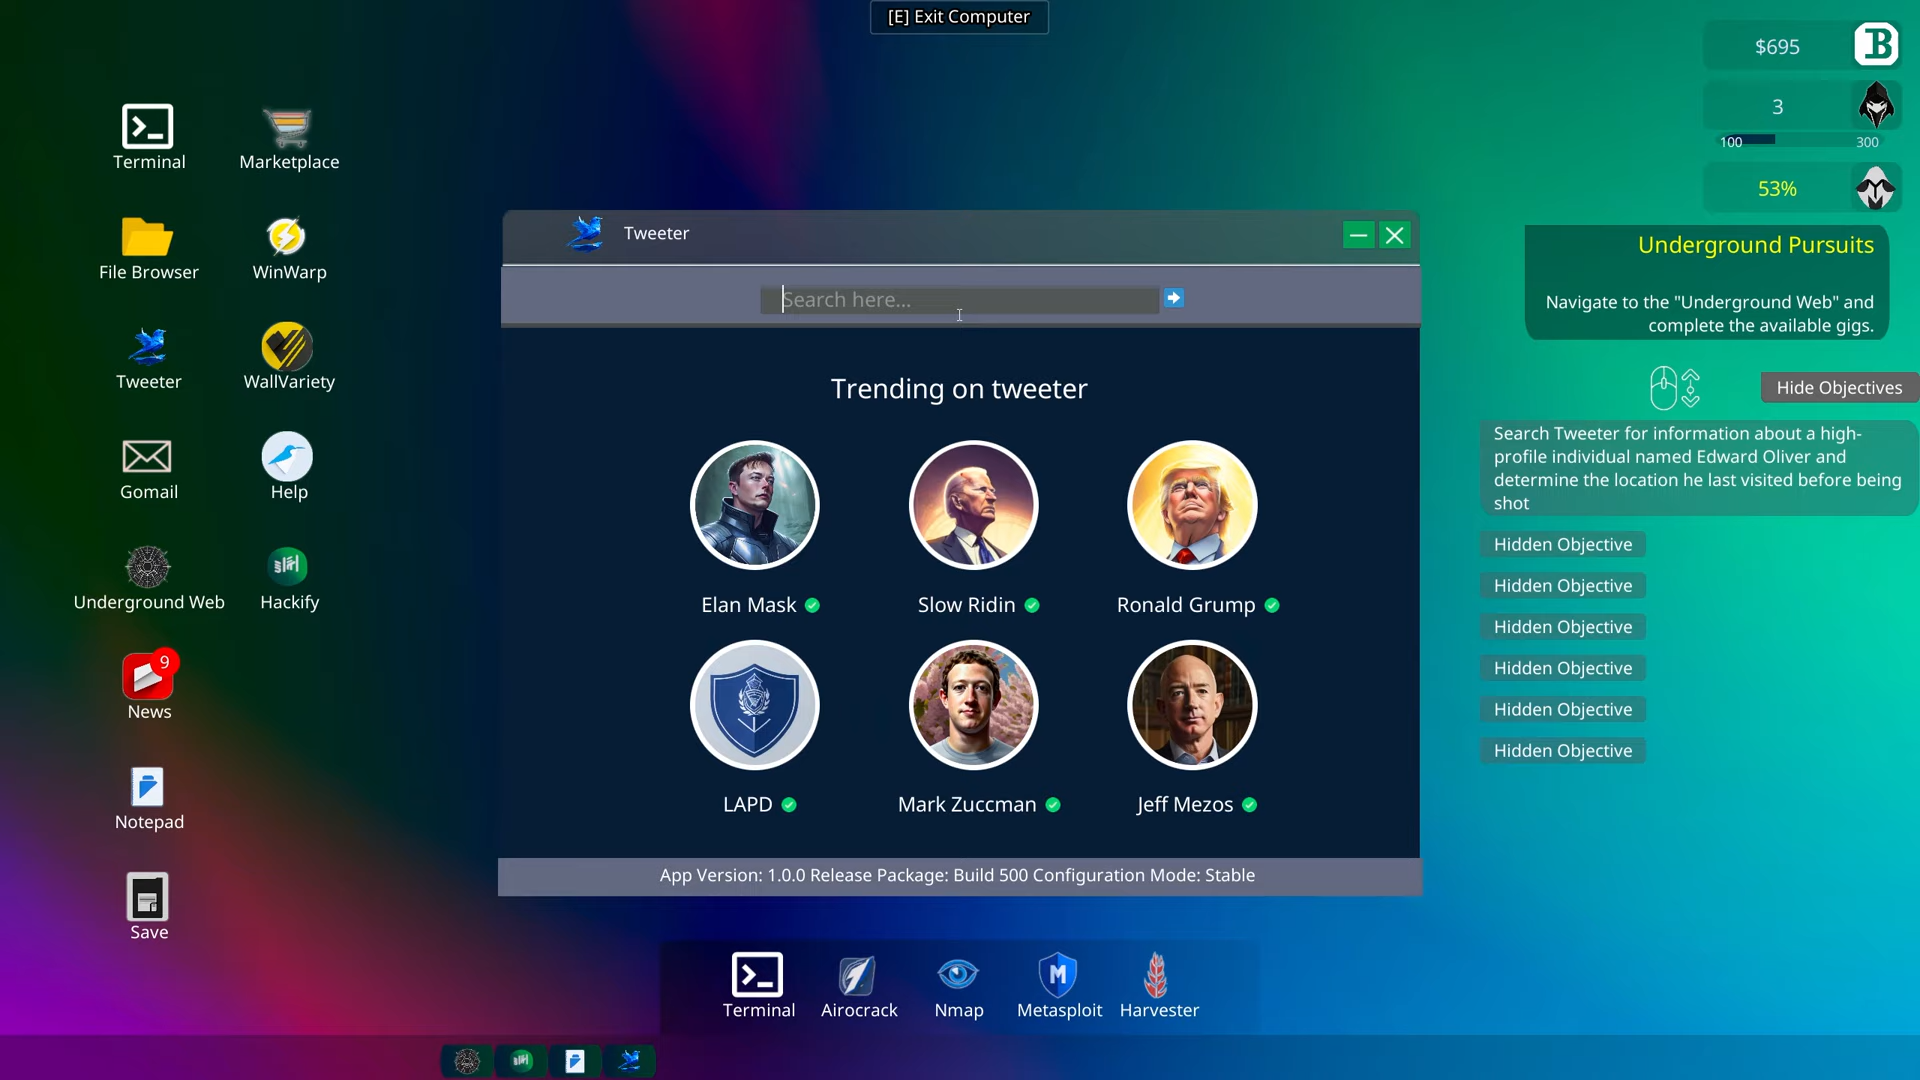 [E] Exit Computer
$695
B
3
100
300
53%
Underground Pursuits
Navigate to the "Underground Web" and
complete the available gigs.
Hide Objectives
Search Tweeter for information about a high-
profile individual named Edward Oliver and
determine the location he last visited before being
shot
Hidden Objective
Hidden Objective
Hidden Objective
Hidden Objective
Hidden Objective
Hidden Objective
Terminal
Marketplace
File Browser
WinWarp
Tweeter
WallVariety
Gomail
Help
Underground Web
Hackify
9
News
Notepad
Save
Tweeter
Search here...
Trending on tweeter
Elan Mask
Slow Ridin
Ronald Grump
LAPD
Mark Zuccman
Jeff Mezos
App Version: 1.0.0 Release Package: Build 500 Configuration Mode: Stable
M
Terminal
Airocrack
Nmap
Metasploit
Harvester